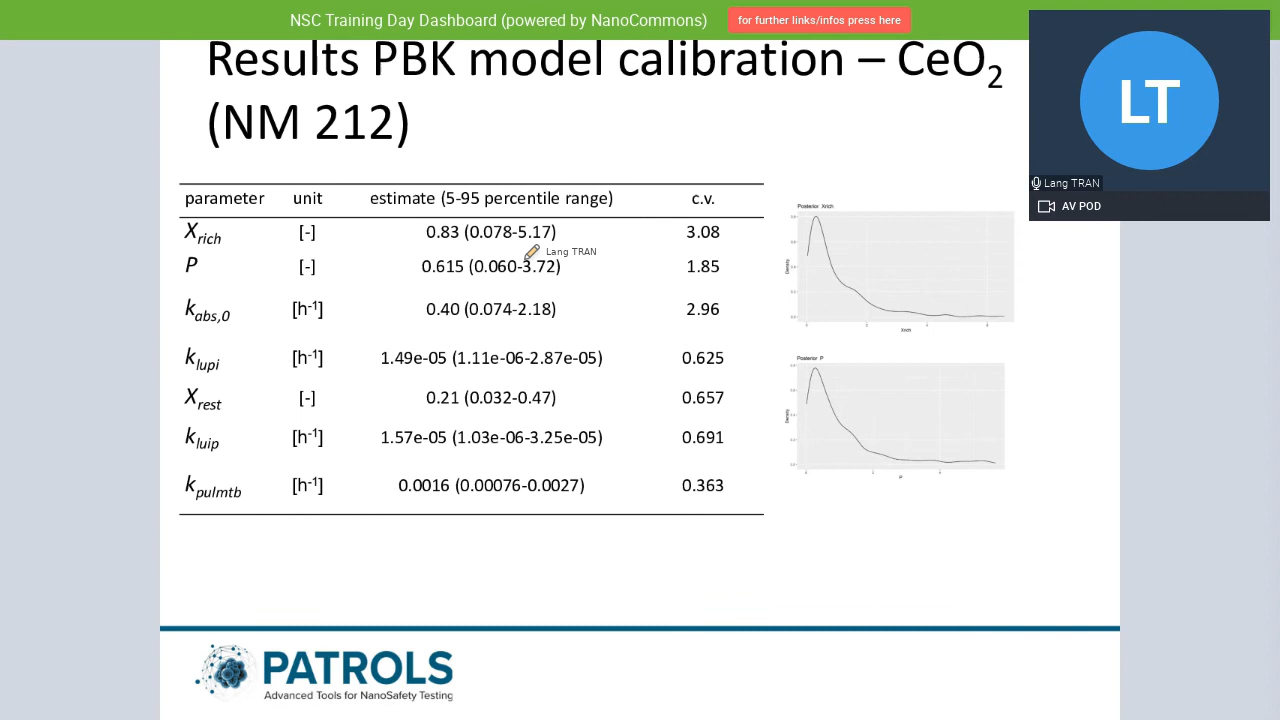 NSC Training Day Dashboard (powered by NanoCommons) for further links/infos press here
Results PBK model calibration – CeO2
(NM 212)
LT
Lang TRAN
AV POD
parameter unit estimate (5-95 percentile range) c.v.
Xrich [-] 0.83 (0.078-5.17) 3.08
Lang TRAN
P [-] 0.615 (0.060-3.72) 1.85
kabs,0 [h-1] 0.40 (0.074-2.18) 2.96
klupi [h-1] 1.49e-05 (1.11e-06-2.87e-05) 0.625
Xrest [-] 0.21 (0.032-0.47) 0.657
kluip [h-1] 1.57e-05 (1.03e-06-3.25e-05) 0.691
kpulmtb [h-1] 0.0016 (0.00076-0.0027) 0.363
Posterior Xrich
Density
Xrich
Posterior P
Density
P
PATROLS
Advanced Tools for NanoSafety Testing